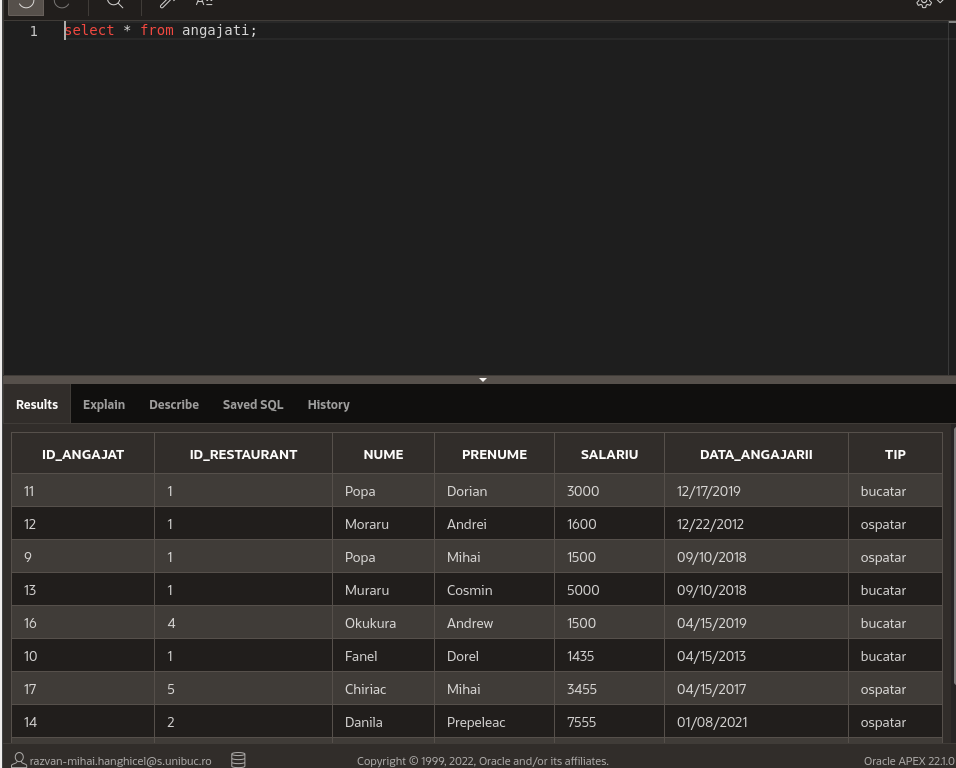 1 select * from angajati;
Results Explain Describe Saved SQL History
ID_ANGAJAT ID_RESTAURANT NUME PRENUME SALARIU DATA_ANGAJARII TIP
11 1 Popa Dorian 3000 12/17/2019 bucatar
12 1 Moraru Andrei 1600 12/22/2012 ospatar
9 1 Popa Mihai 1500 09/10/2018 ospatar
13 1 Muraru Cosmin 5000 09/10/2018 bucatar
16 4 Okukura Andrew 1500 04/15/2019 bucatar
10 1 Fanel Dorel 1435 04/15/2013 bucatar
17 5 Chiriac Mihai 3455 04/15/2017 ospatar
14 2 Danila Prepeleac 7555 01/08/2021 ospatar
razvan-mihai.hanghicel@s.unibuc.ro Copyright © 1999, 2022, Oracle and/or its affiliates. Oracle APEX 22.1.0